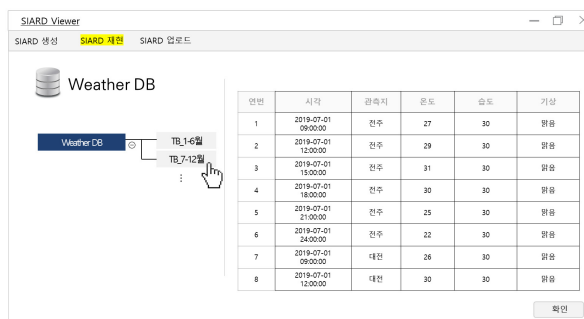 SIARD Viewer
SIARD 생성 SIARD 재현 SIARD 업로드
Weather DB
Weather DB
TB_1-6월
TB_7-12월
연번 시각 관측지 온도 습도 기상
1 2019-07-01 09:00:00 전주 27 30 맑음
2 2019-07-01 12:00:00 전주 29 30 맑음
3 2019-07-01 15:00:00 전주 31 30 맑음
4 2019-07-01 18:00:00 전주 30 30 맑음
5 2019-07-01 21:00:00 전주 25 30 맑음
6 2019-07-01 24:00:00 전주 22 30 맑음
7 2019-07-01 09:00:00 대전 26 30 맑음
8 2019-07-01 12:00:00 대전 30 30 맑음
확인